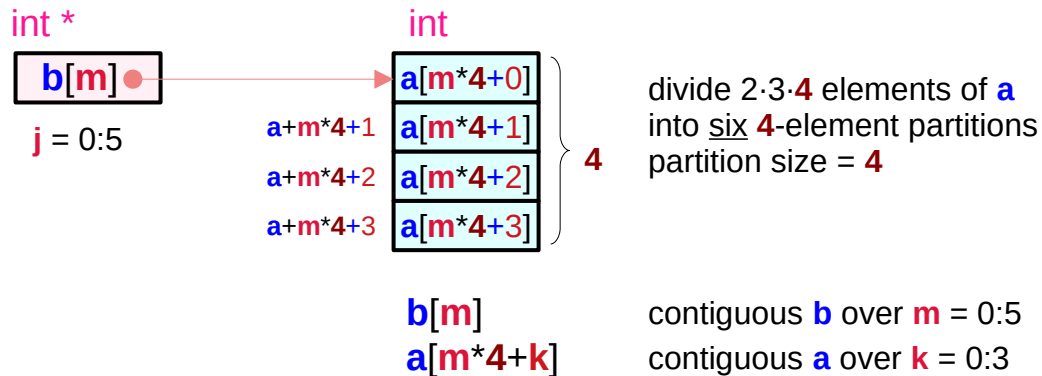 int *
int
b[m]
a[m*4+0]
a+m*4+1
a[m*4+1]
a+m*4+2
a[m*4+2]
a+m*4+3
a[m*4+3]
j = 0:5
4
divide 2·3·4 elements of a
into six 4-element partitions
partition size = 4
b[m]
contiguous b over m = 0:5
a[m*4+k]
contiguous a over k = 0:3